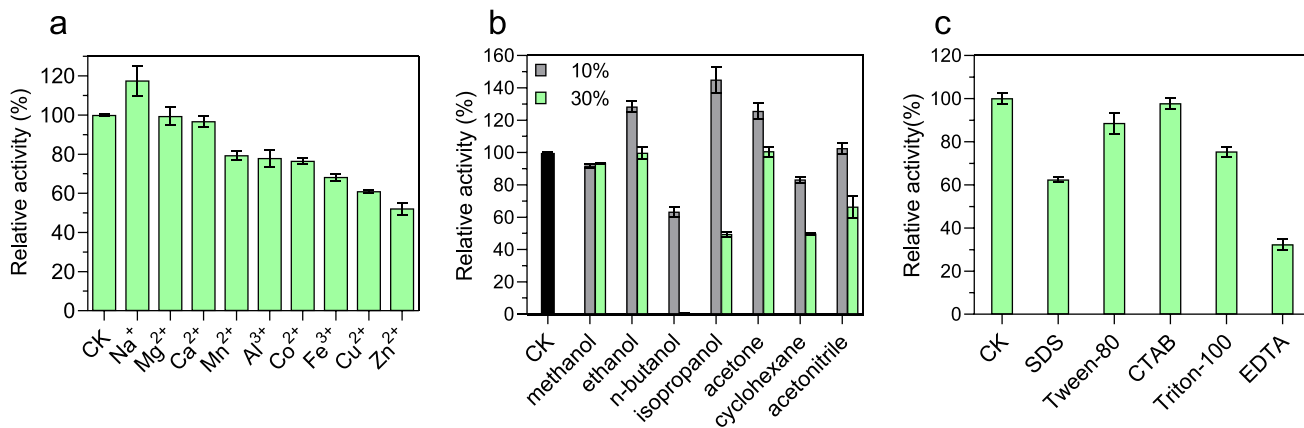 a
Relative activity (%)
120
100
80
60
40
20
0
CK
Na⁺
Mg²⁺
Ca²⁺
Mn²⁺
Al³⁺
Co²⁺
Fe³⁺
Cu²⁺
Zn²⁺
b
Relative activity (%)
160
140
120
100
80
60
40
20
0
10%
30%
CK
methanol
ethanol
n-butanol
isopropanol
acetone
cyclohexane
acetonitrile
c
Relative activity(%)
120
100
80
60
40
20
0
CK
SDS
Tween-80
CTAB
Triton-100
EDTA